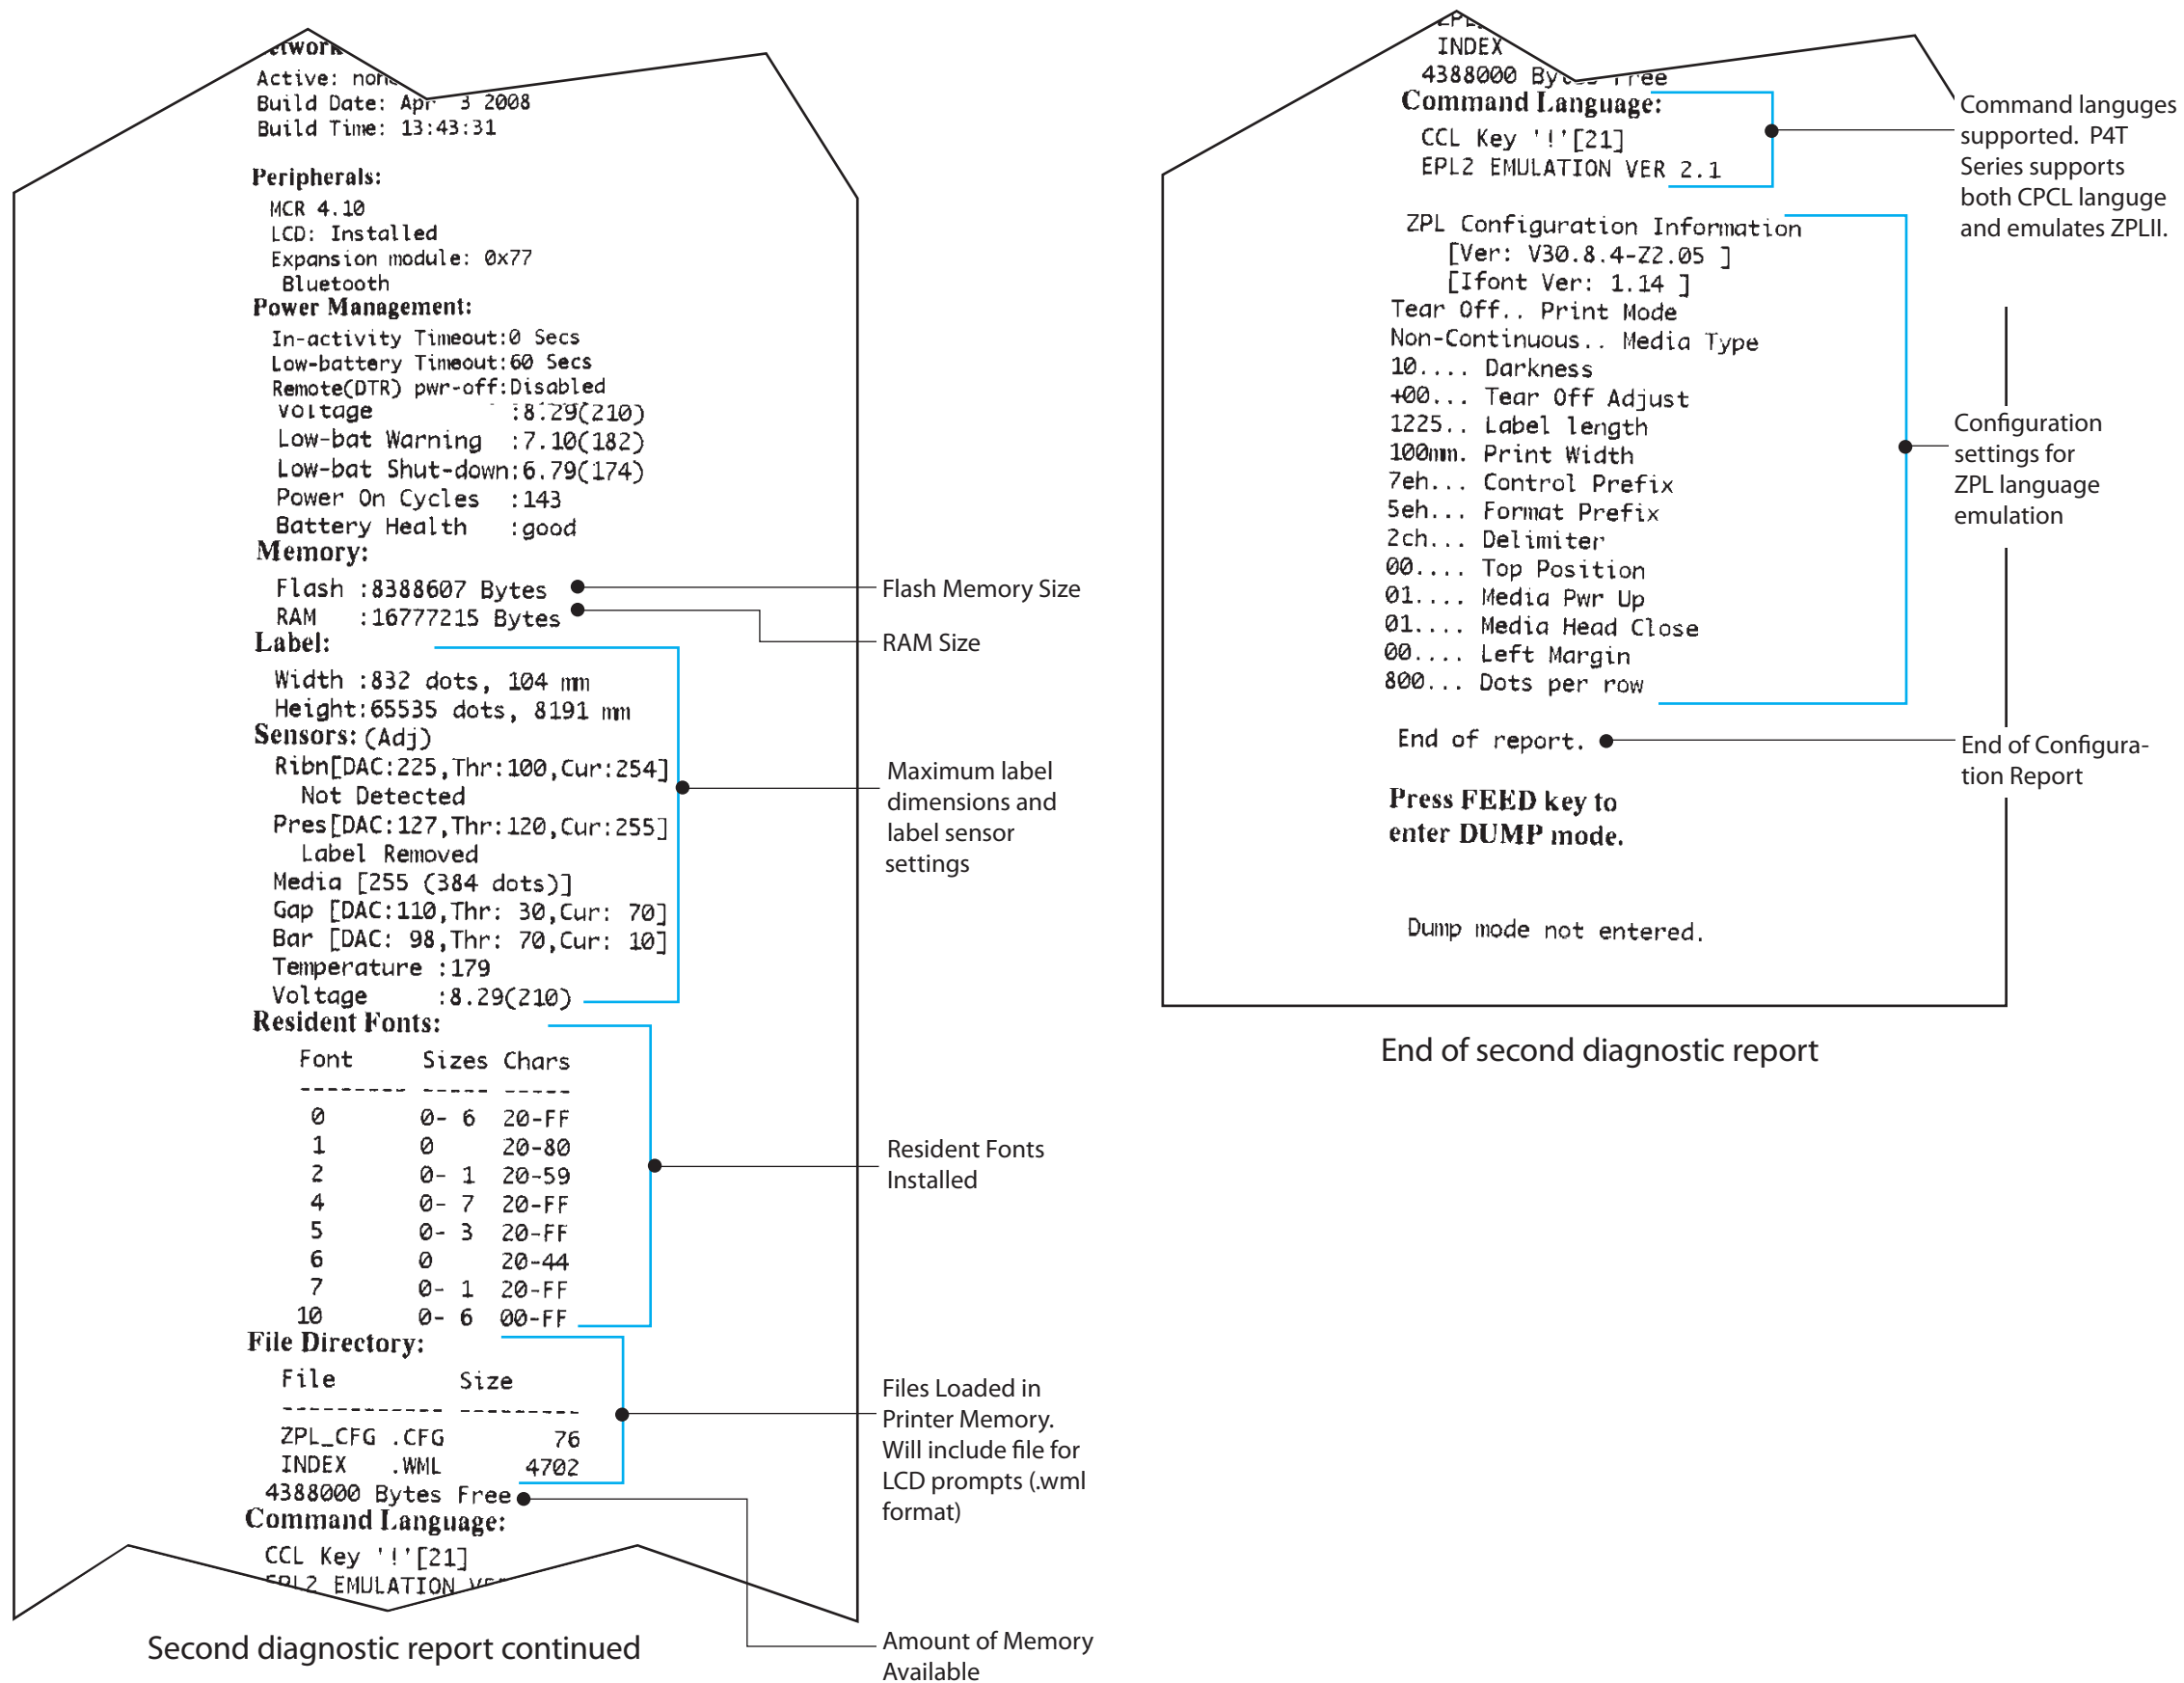 Active:
Build Date: Apr 3 2008
Build Time: 13:43:31
Peripherals:
MCR 4.10
LCD: Installed
Expansion module: 0x77
Bluetooth
Power Management:
In-activity Timeout:0 Secs
Low-battery Timeout:60 Secs
Remote(DTR) pwr-off:Disabled
Voltage :8.29(210)
Low-bat Warning :7.10(182)
Low-bat Shut-down:6.79(174)
Power On Cycles :143
Battery Health :good
Memory:
Flash :8388607 Bytes
RAM :16777215 Bytes
Label:
Width :832 dots, 104 mm
Height:65535 dots, 8191 mm
Sensors: (Adj)
Ribn[DAC:225,Thr:100,Cur:254]
Not Detected
Pres[DAC:127,Thr:120,Cur:255]
Label Removed
Media [255 (384 dots)]
Gap [DAC:110,Thr: 30,Cur: 70]
Bar [DAC: 98,Thr: 70,Cur: 10]
Temperature :179
Voltage :8.29(210)
Resident Fonts:
Font Sizes Chars
-------- ----- -----
0 0- 6 20-FF
1 0 20-80
2 0- 1 20-59
4 0- 7 20-FF
5 0- 3 20-FF
6 0 20-44
7 0- 1 20-FF
10 0- 6 00-FF
File Directory:
File Size
------------ ---------
ZPL_CFG .CFG 76
INDEX .WML 4702
4388000 Bytes Free
Command Language:
CCL Key '!'[21]
EPL2 EMULATION
Second diagnostic report continued
Flash Memory Size
RAM Size
Maximum label
dimensions and
label sensor
settings
Resident Fonts
Installed
Files Loaded in
Printer Memory.
Will include file for
LCD prompts (.wml
format)
Amount of Memory
Available
INDEX
4388000 Bytes Free
Command Language:
CCL Key '!'[21]
EPL2 EMULATION VER 2.1
ZPL Configuration Information
[Ver: V30.8.4-Z2.05 ]
[Ifont Ver: 1.14 ]
Tear Off.. Print Mode
Non-Continuous.. Media Type
10.... Darkness
+00... Tear Off Adjust
1225.. Label length
100mm. Print Width
7eh... Control Prefix
5eh... Format Prefix
2ch... Delimiter
00.... Top Position
01.... Media Pwr Up
01.... Media Head Close
00.... Left Margin
800... Dots per row
End of report.
Press FEED key to
enter DUMP mode.
Dump mode not entered.
End of second diagnostic report
Command languges
supported. P4T
Series supports
both CPCL languge
and emulates ZPLII.
Configuration
settings for
ZPL language
emulation
End of Configura-
tion Report